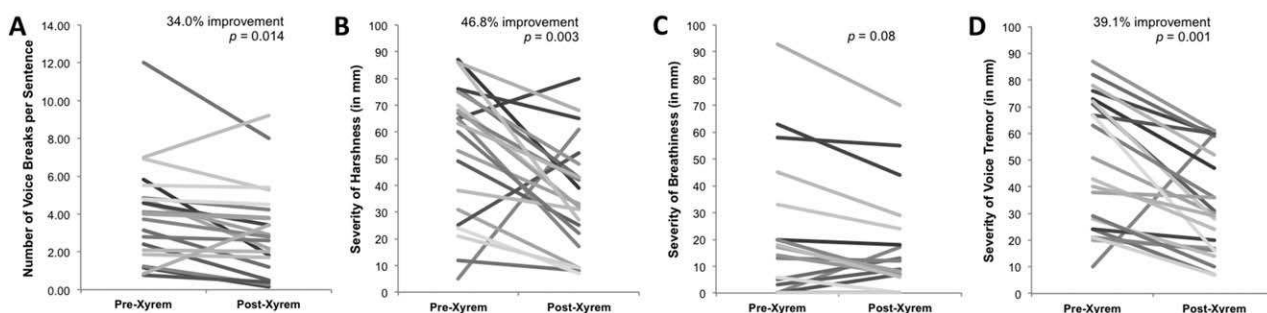 A
34.0% improvement
p = 0.014
Number of Voice Breaks per Sentence
14.00
12.00
10.00
8.00
6.00
4.00
2.00
0.00
Pre-Xyrem
Post-Xyrem
B
46.8% improvement
p = 0.003
Severity of Harshness (in mm)
100
90
80
70
60
50
40
30
20
10
0
Pre-Xyrem
Post-Xyrem
C
p = 0.08
Severity of Breathiness (in mm)
100
90
80
70
60
50
40
30
20
10
0
Pre-Xyrem
Post-Xyrem
D
39.1% improvement
p = 0.001
Severity of Voice Tremor (in mm)
100
90
80
70
60
50
40
30
20
10
0
Pre-Xyrem
Post-Xyrem